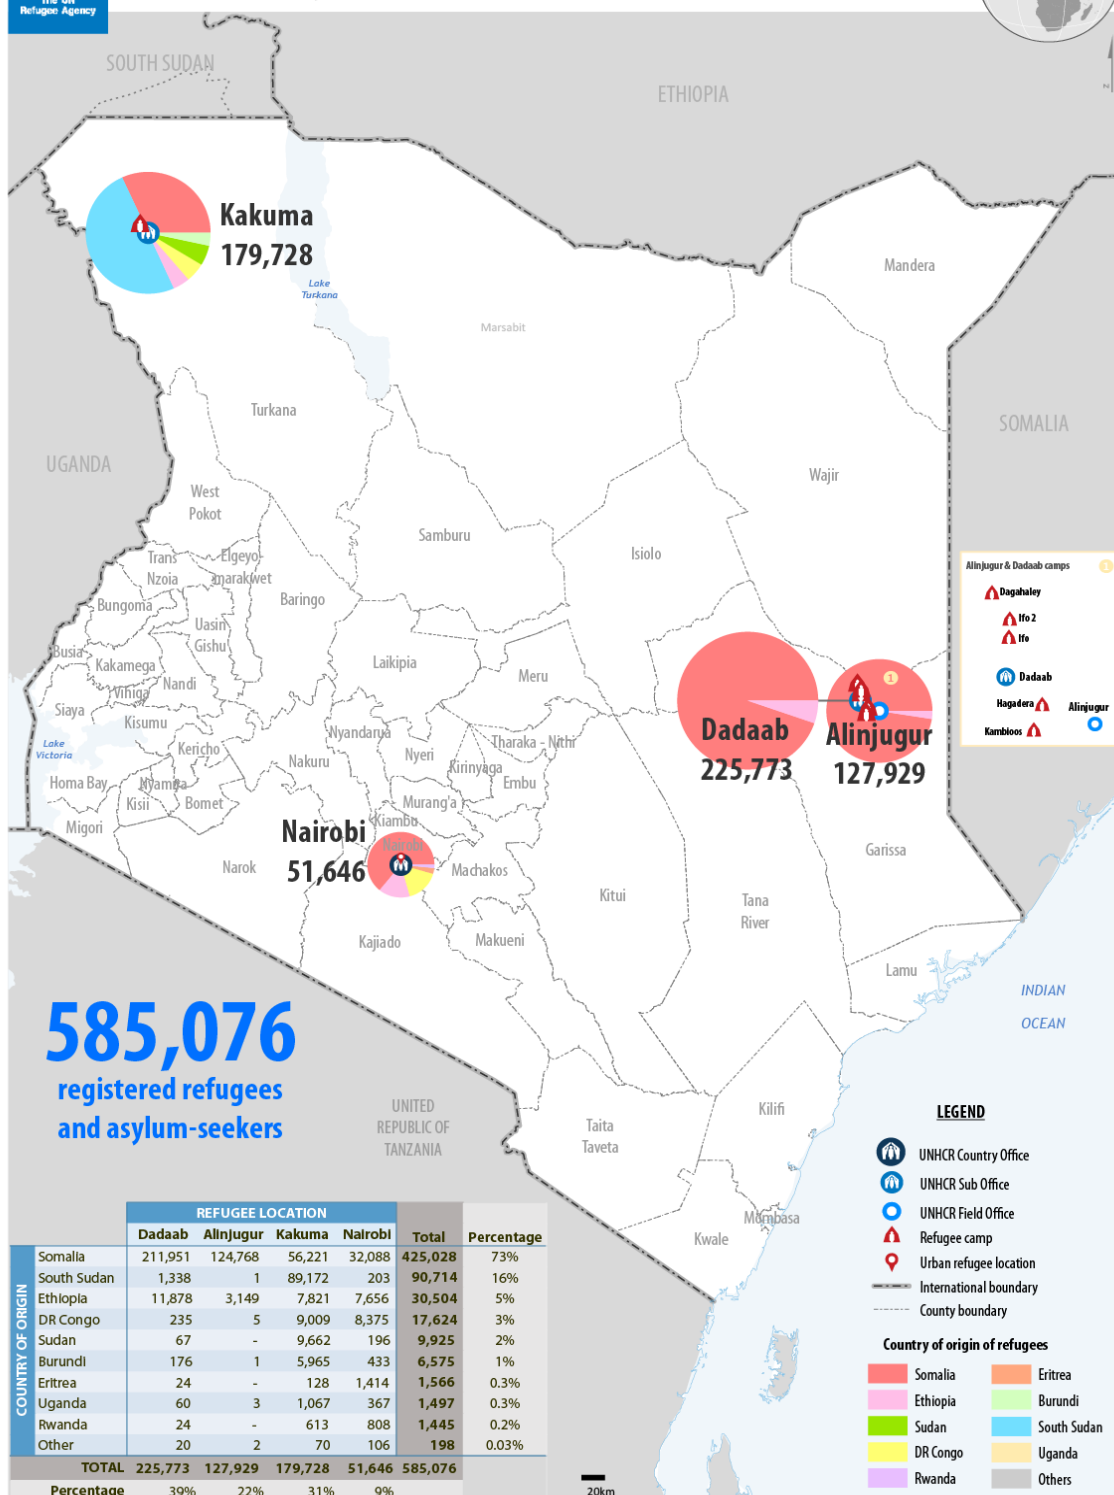 The UN
Refugee Agency
SOUTH SUDAN
ETHIOPIA
N
Kakuma
179,728
Mandera
Lake
Turkana
Marsabit
Turkana
SOMALIA
UGANDA
Wajir
West
Pokot
Samburu
Isiolo
Trans
Nzoia
Elgeyo-
marakwet
Baringo
Bungoma
Uasin
Gishu
Busia
Kakamega
Vihiga
Nandi
Laikipia
Meru
Siaya
Kisumu
Lake
Victoria
Nyandarua
Nyeri
Tharaka - Nithi
Kericho
Nakuru
Kirinyaga
Embu
Homa Bay
Nyamira
Kisii
Bomet
Murang'a
Migori
Kiambu
Nairobi
Nairobi
51,646
Narok
Machakos
Kitui
Tana
River
Garissa
Kajiado
Makueni
Lamu
1
Dadaab
225,773
Alinjugur
127,929
Alinjugur & Dadaab camps
1
Dagahaley
Ifo 2
Ifo
Dadaab
Hagadera
Alinjugur
Kambioos
INDIAN
OCEAN
585,076
registered refugees
and asylum-seekers
UNITED
REPUBLIC OF
TANZANIA
Taita
Taveta
Kilifi
Mombasa
Kwale
LEGEND
UNHCR Country Office
UNHCR Sub Office
UNHCR Field Office
Refugee camp
Urban refugee location
International boundary
County boundary
Country of origin of refugees
Somalia Eritrea
Ethiopia Burundi
Sudan South Sudan
DR Congo Uganda
Rwanda Others
REFUGEE LOCATION
Dadaab Alinjugur Kakuma Nairobi Total Percentage
COUNTRY OF ORIGIN
Somalia 211,951 124,768 56,221 32,088 425,028 73%
South Sudan 1,338 1 89,172 203 90,714 16%
Ethiopia 11,878 3,149 7,821 7,656 30,504 5%
DR Congo 235 5 9,009 8,375 17,624 3%
Sudan 67 - 9,662 196 9,925 2%
Burundi 176 1 5,965 433 6,575 1%
Eritrea 24 - 128 1,414 1,566 0.3%
Uganda 60 3 1,067 367 1,497 0.3%
Rwanda 24 - 613 808 1,445 0.2%
Other 20 2 70 106 198 0.03%
TOTAL 225,773 127,929 179,728 51,646 585,076
Percentage 39% 22% 31% 9%
20km